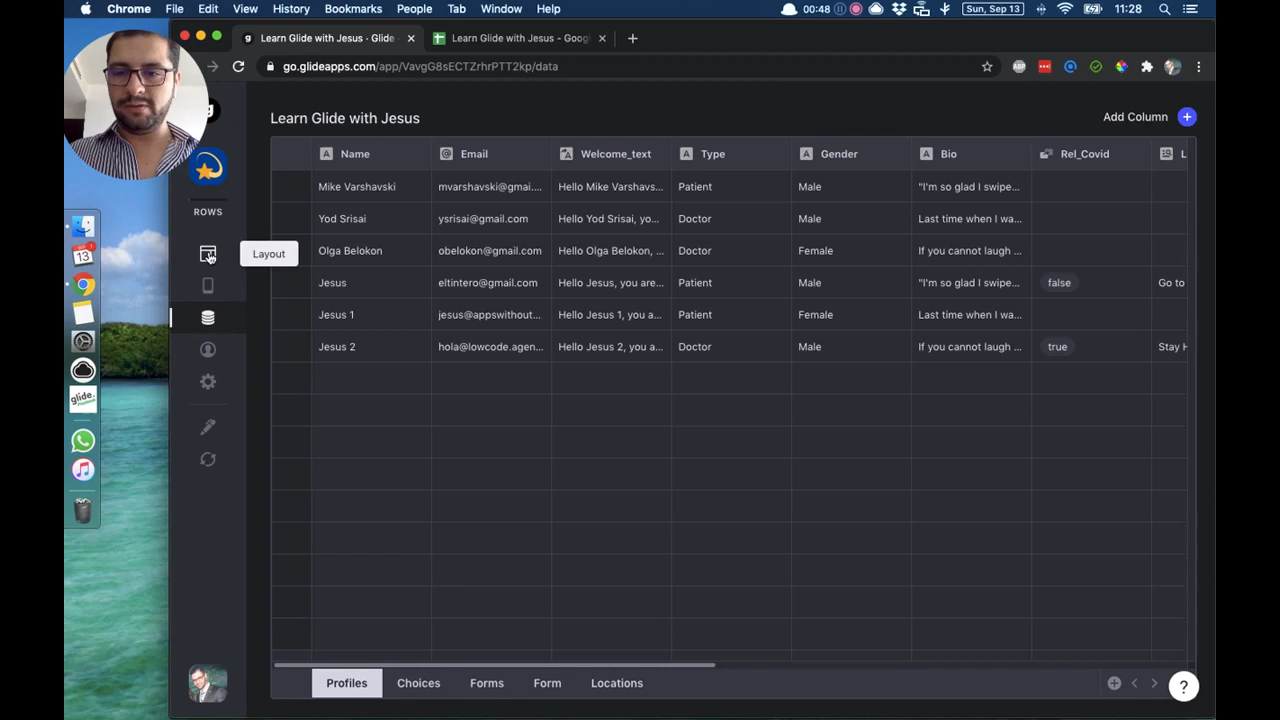 Chrome File Edit View History Bookmarks People Tab Window Help 00:48 Sun, Sep 13 11:28
Learn Glide with Jesus · Glide Learn Glide with Jesus - Goog
go.glideapps.com/app/VavgG8sECTZrhrPTT2kp/data
Learn Glide with Jesus Add Column
Name Email Welcome_text Type Gender Bio Rel_Covid L
ROWS
Layout
Mike Varshavski mvarshavski@gmai... Hello Mike Varshavs... Patient Male "I'm so glad I swipe...
Yod Srisai ysrisai@gmail.com Hello Yod Srisai, yo... Doctor Male Last time when I wa...
Olga Belokon obelokon@gmail.com Hello Olga Belokon, ... Doctor Female If you cannot laugh ...
Jesus eltintero@gmail.com Hello Jesus, you are... Patient Male "I'm so glad I swipe... false Go to
Jesus 1 jesus@appswithout... Hello Jesus 1, you a... Patient Female Last time when I wa...
Jesus 2 hola@lowcode.agen... Hello Jesus 2, you a... Doctor Male If you cannot laugh ... true Stay H
13
glide.
Profiles Choices Forms Form Locations
?